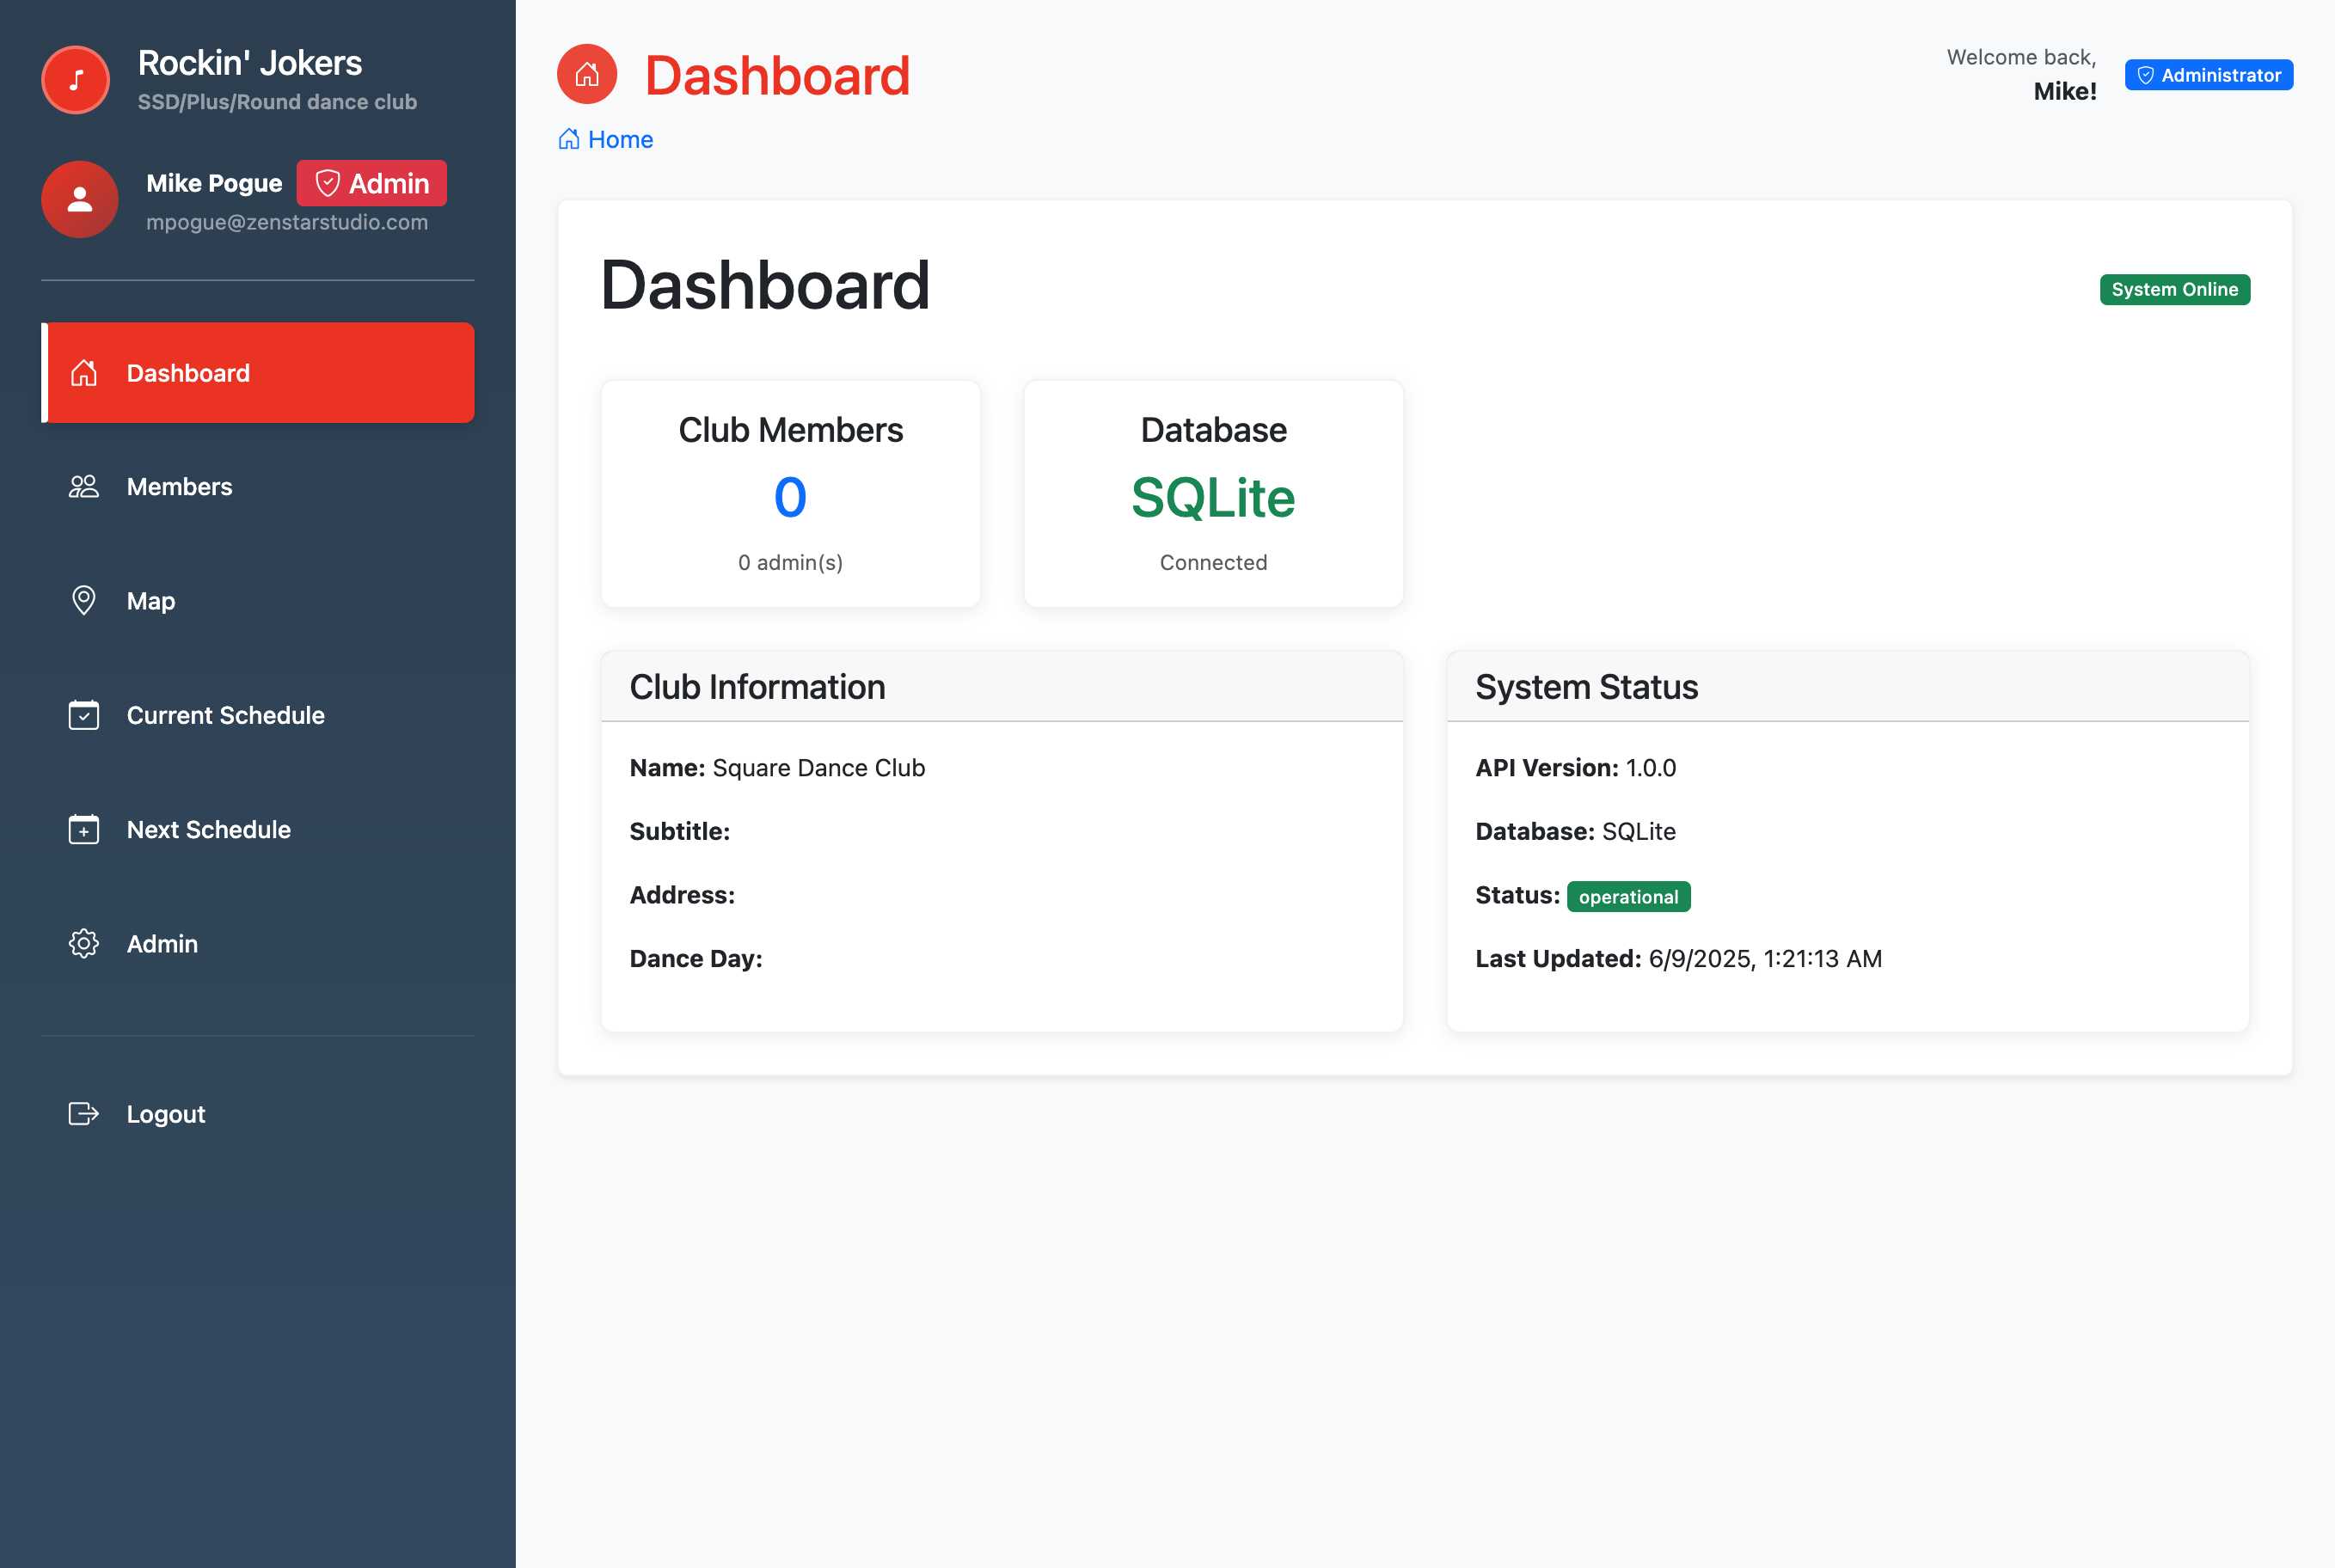 Rockin' Jokers
SSD/Plus/Round dance club
Mike Pogue
Admin
mpogue@zenstarstudio.com
Dashboard
Members
Map
Current Schedule
Next Schedule
Admin
Logout
Dashboard
Welcome back,
Mike!
Administrator
Home
Dashboard
System Online
Club Members
0
0 admin(s)
Database
SQLite
Connected
Club Information
Name: Square Dance Club
Subtitle:
Address:
Dance Day:
System Status
API Version: 1.0.0
Database: SQLite
Status: operational
Last Updated: 6/9/2025, 1:21:13 AM